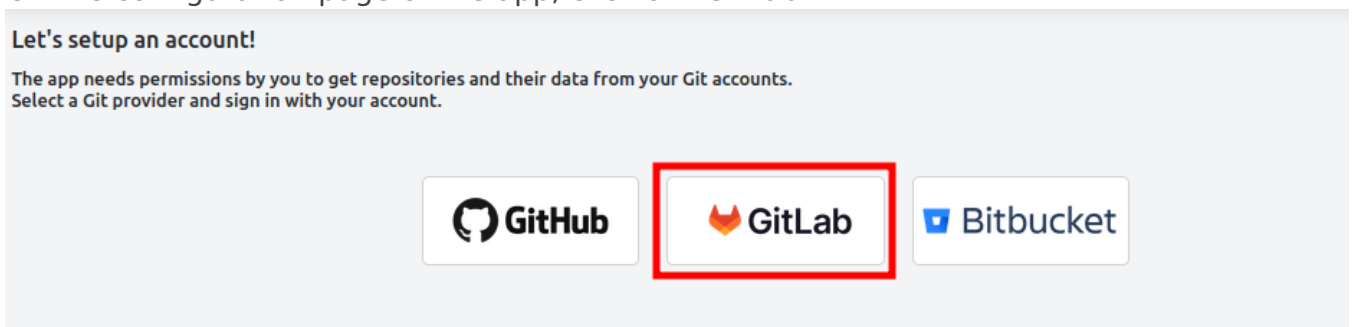 Let's setup an account!
The app needs permissions by you to get repositories and their data from your Git accounts.
Select a Git provider and sign in with your account.
GitHub
GitLab
Bitbucket